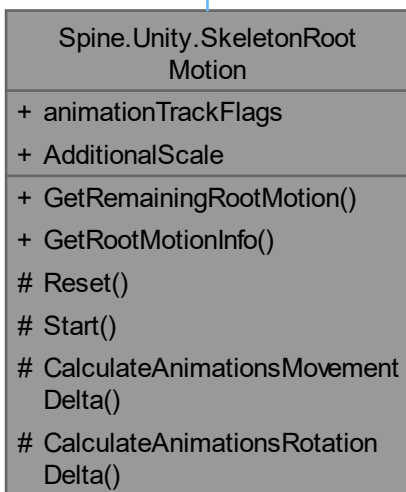 Spine.Unity.SkeletonRoot
Motion
+ animationTrackFlags
+ AdditionalScale
+ GetRemainingRootMotion()
+ GetRootMotionInfo()
# Reset()
# Start()
# CalculateAnimationsMovement
Delta()
# CalculateAnimationsRotation
Delta()